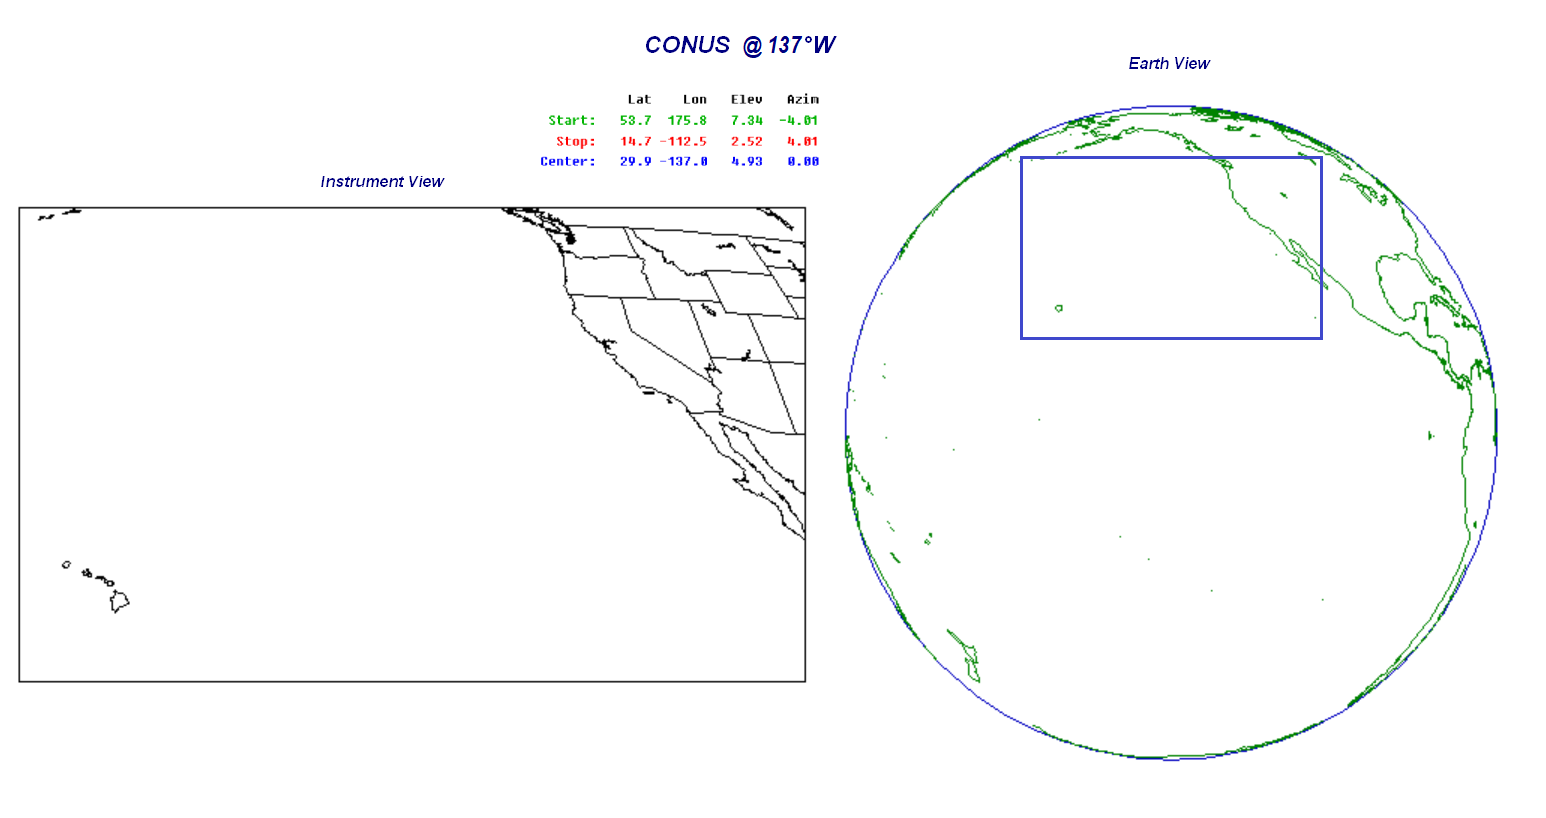 CONUS @ 137°W
Earth View
Lat Lon Elev Azim
Start: 53.7 175.8 7.34 -4.01
Stop: 14.7 -112.5 2.52 4.01
Center: 29.9 -137.0 4.93 0.00
Instrument View